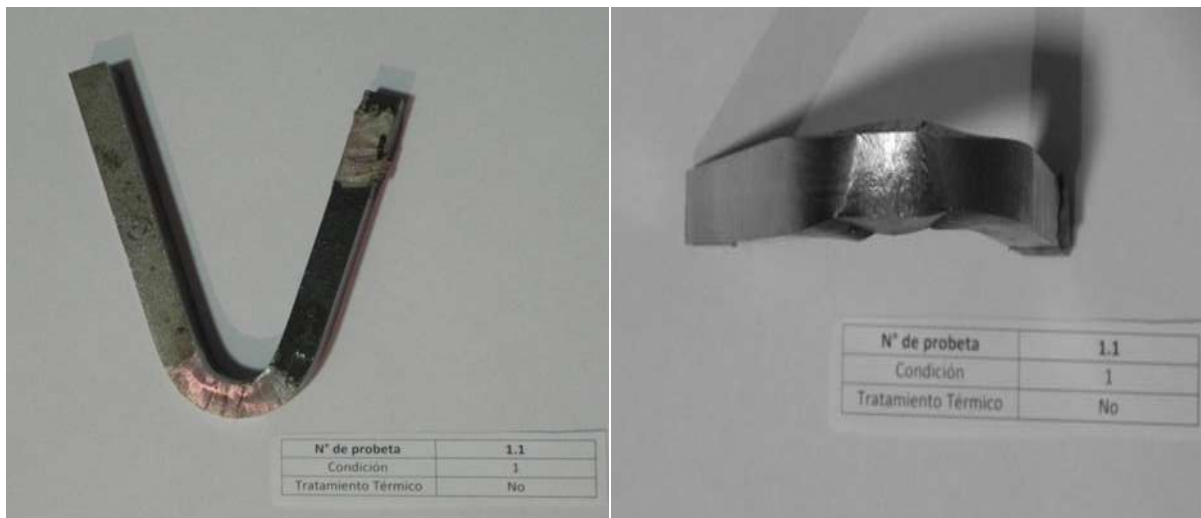 N° de probeta 1.1
Condición 1
Tratamiento Térmico No
N° de probeta 1.1
Condición 1
Tratamiento Térmico No